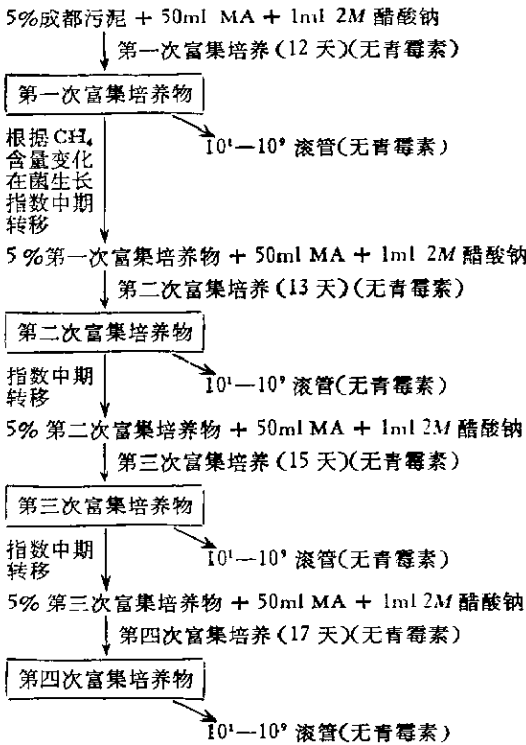 5%成都污泥 + 50ml MA + 1ml 2M 醋酸钠
第一次富集培养(12天)(无青霉素)
第一次富集培养物
10¹—10⁹ 滚管(无青霉素)
根据CH₄
含量变化
在菌生长
指数中期
转移
5%第一次富集培养物 + 50ml MA + 1ml 2M 醋酸钠
第二次富集培养(13天)(无青霉素)
第二次富集培养物
10¹—10⁹ 滚管(无青霉素)
指数中期
转移
5%第二次富集培养物 + 50ml MA + 1ml 2M 醋酸钠
第三次富集培养(15天)(无青霉素)
第三次富集培养物
10¹—10⁹ 滚管(无青霉素)
指数中期
转移
5%第三次富集培养物 + 50ml MA + 1ml 2M 醋酸钠
第四次富集培养(17天)(无青霉素)
第四次富集培养物
10¹—10⁹ 滚管(无青霉素)